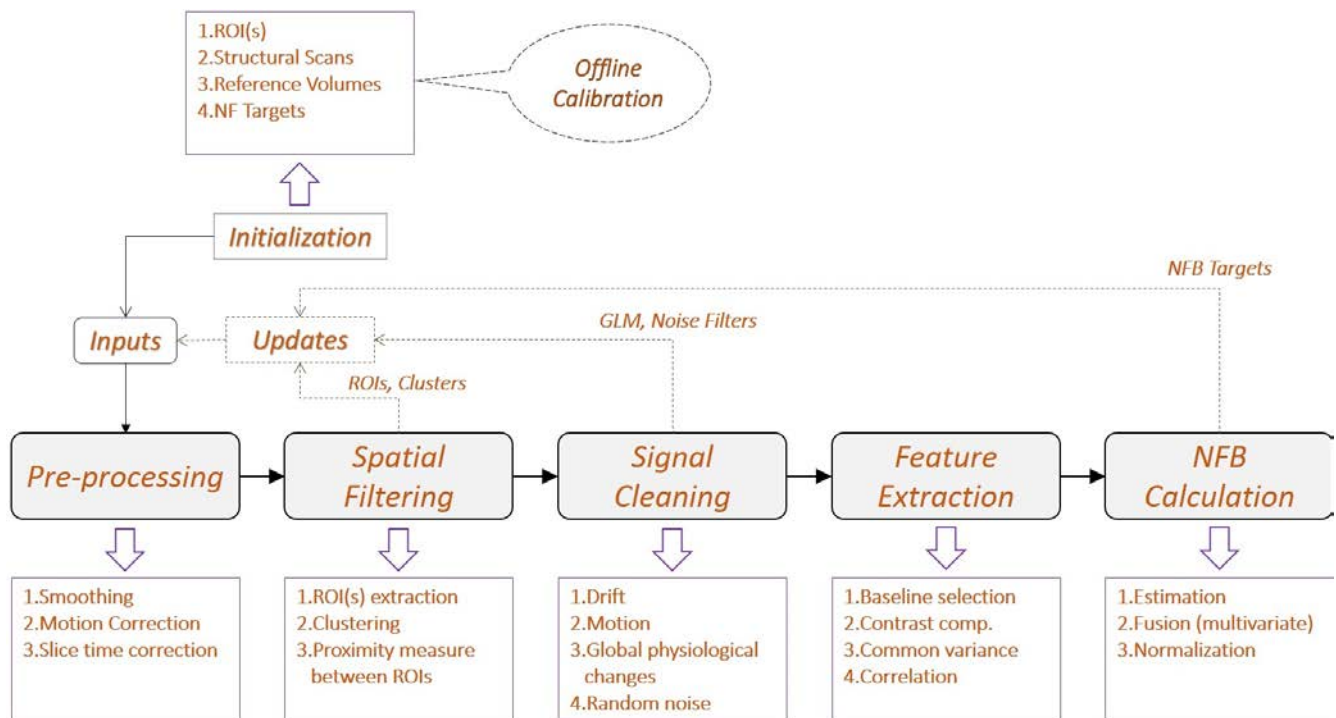 1.ROI(s)
2.Structural Scans
3.Reference Volumes
4.NF Targets
Offline
Calibration
Initialization
NFB Targets
GLM, Noise Filters
Inputs
Updates
ROIs, Clusters
Pre-processing
Spatial
Filtering
Signal
Cleaning
Feature
Extraction
NFB
Calculation
1.Smoothing
2.Motion Correction
3.Slice time correction
1.ROI(s) extraction
2.Clustering
3.Proximity measure
between ROIs
1.Drift
2.Motion
3.Global physiological
changes
4.Random noise
1.Baseline selection
2.Contrast comp.
3.Common variance
4.Correlation
1.Estimation
2.Fusion (multivariate)
3.Normalization